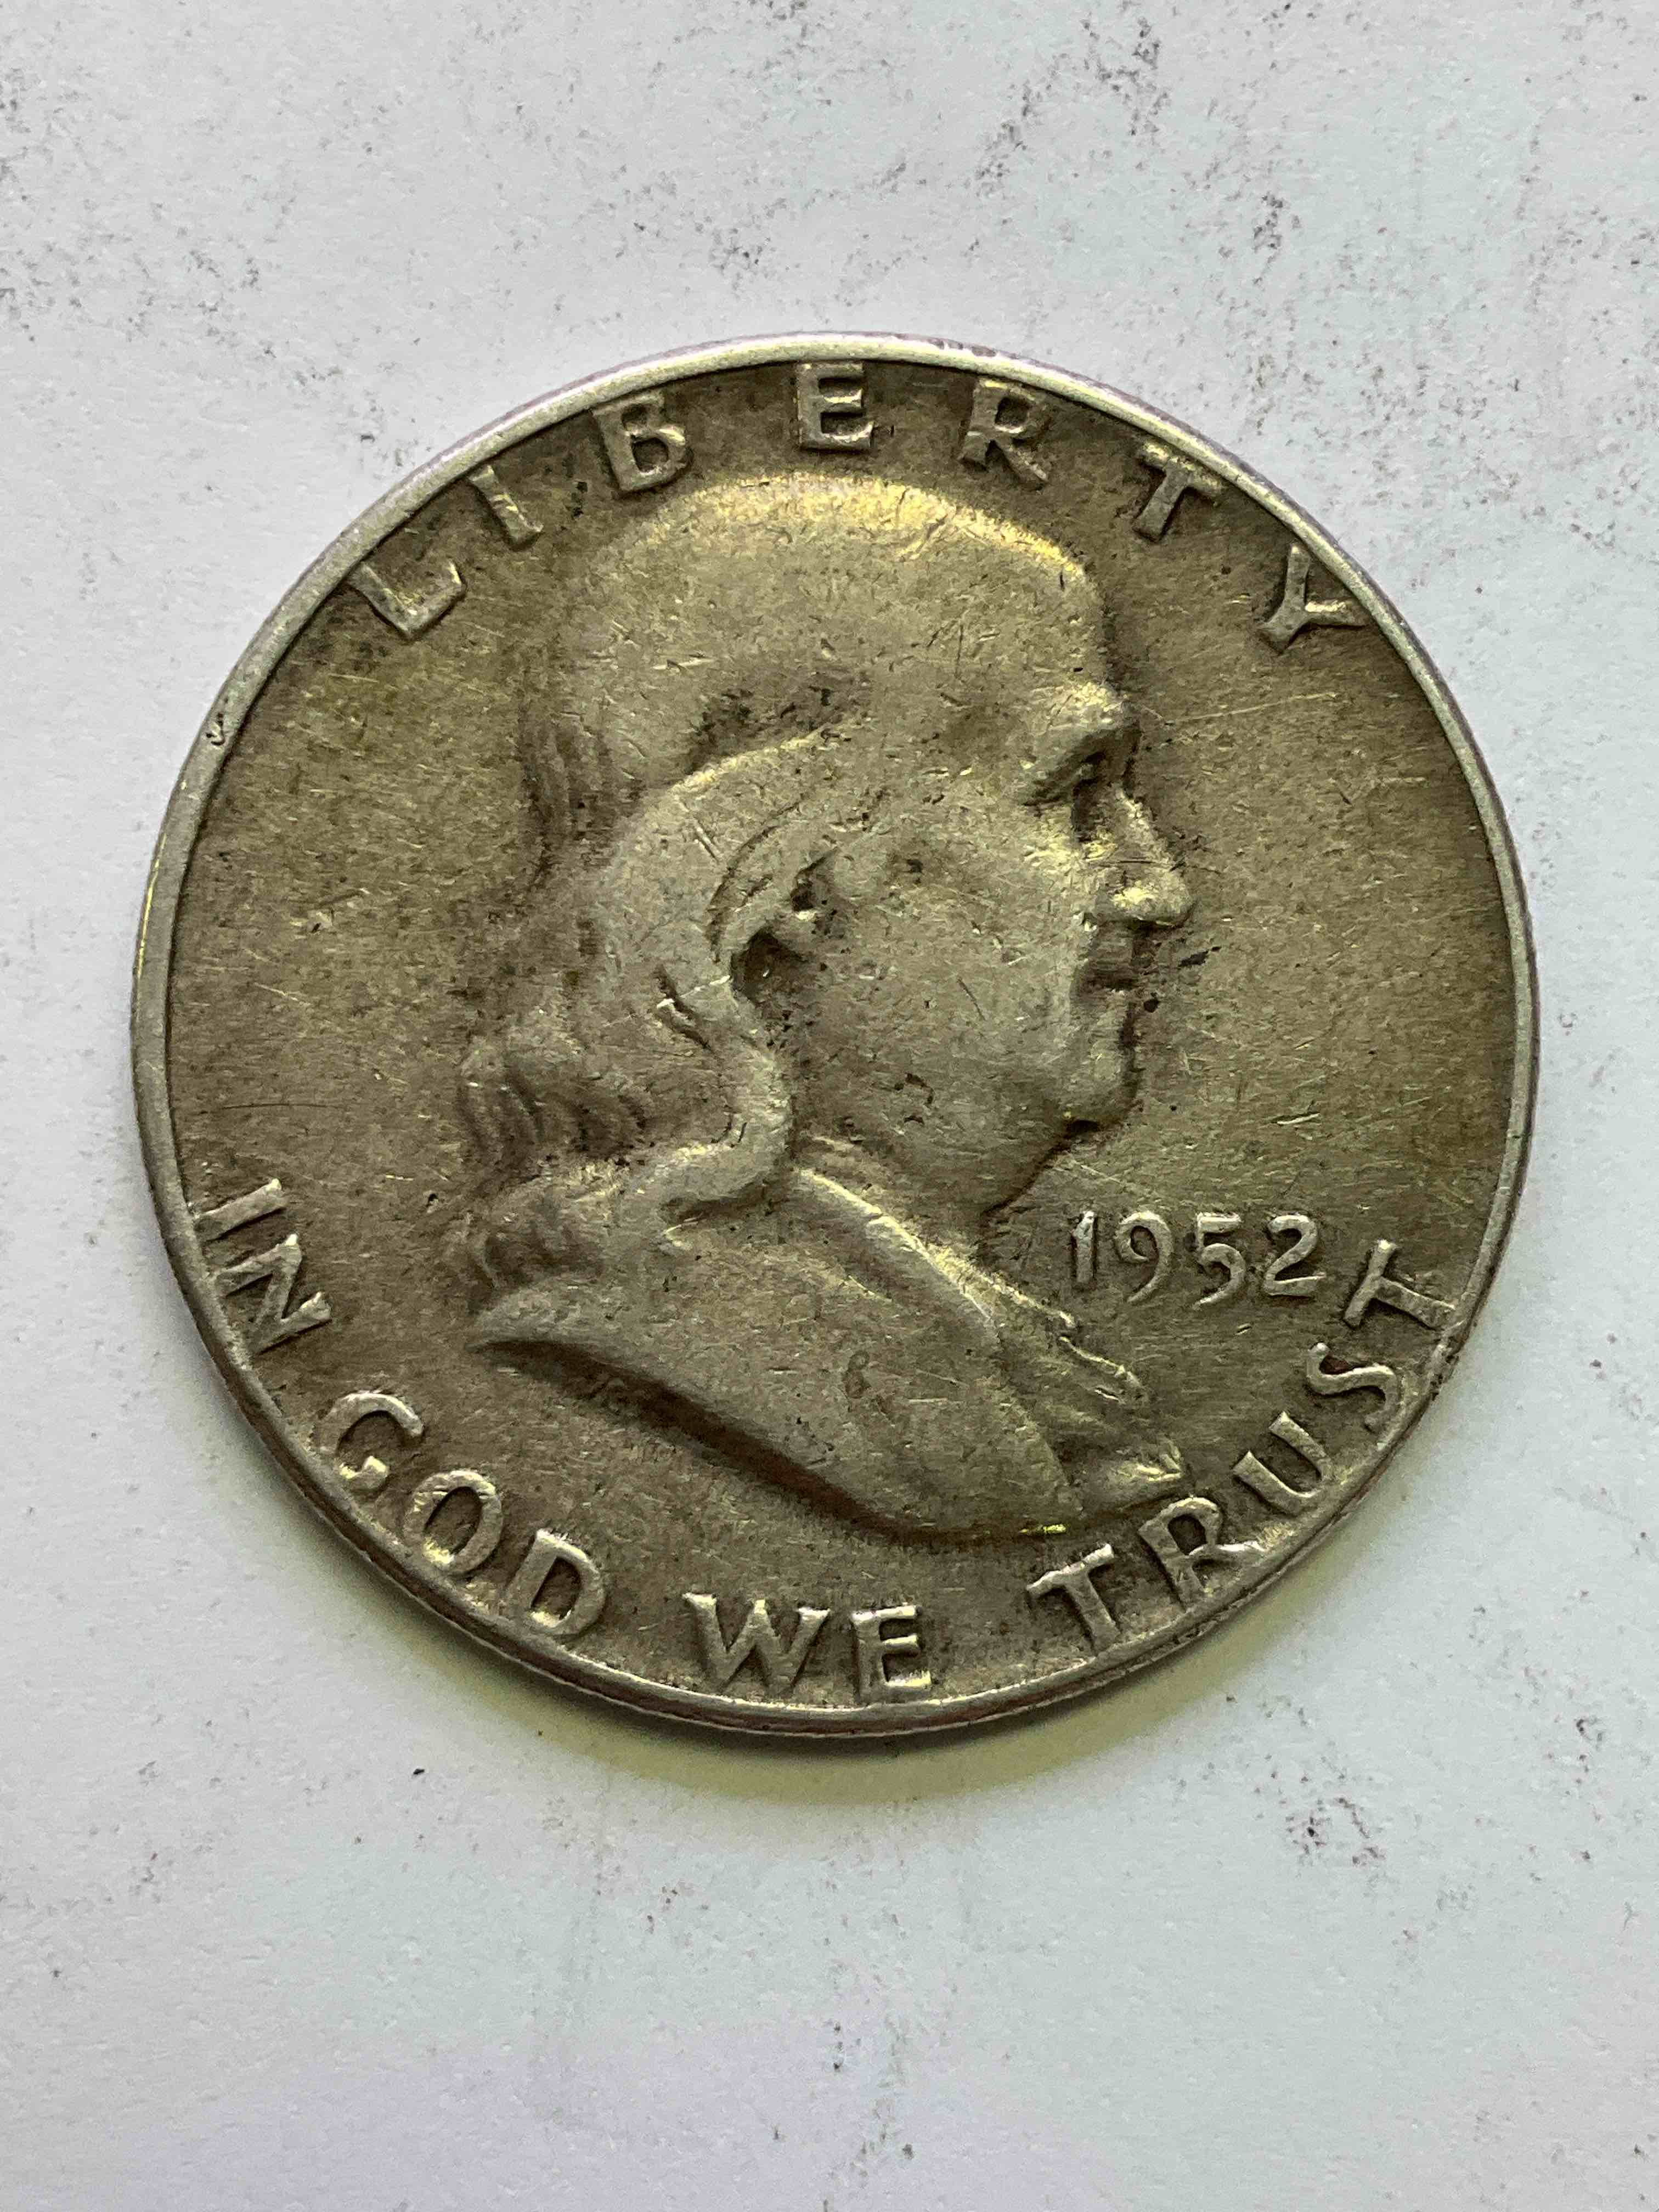 LIBERTY
1952
IN GOD WE TRUST